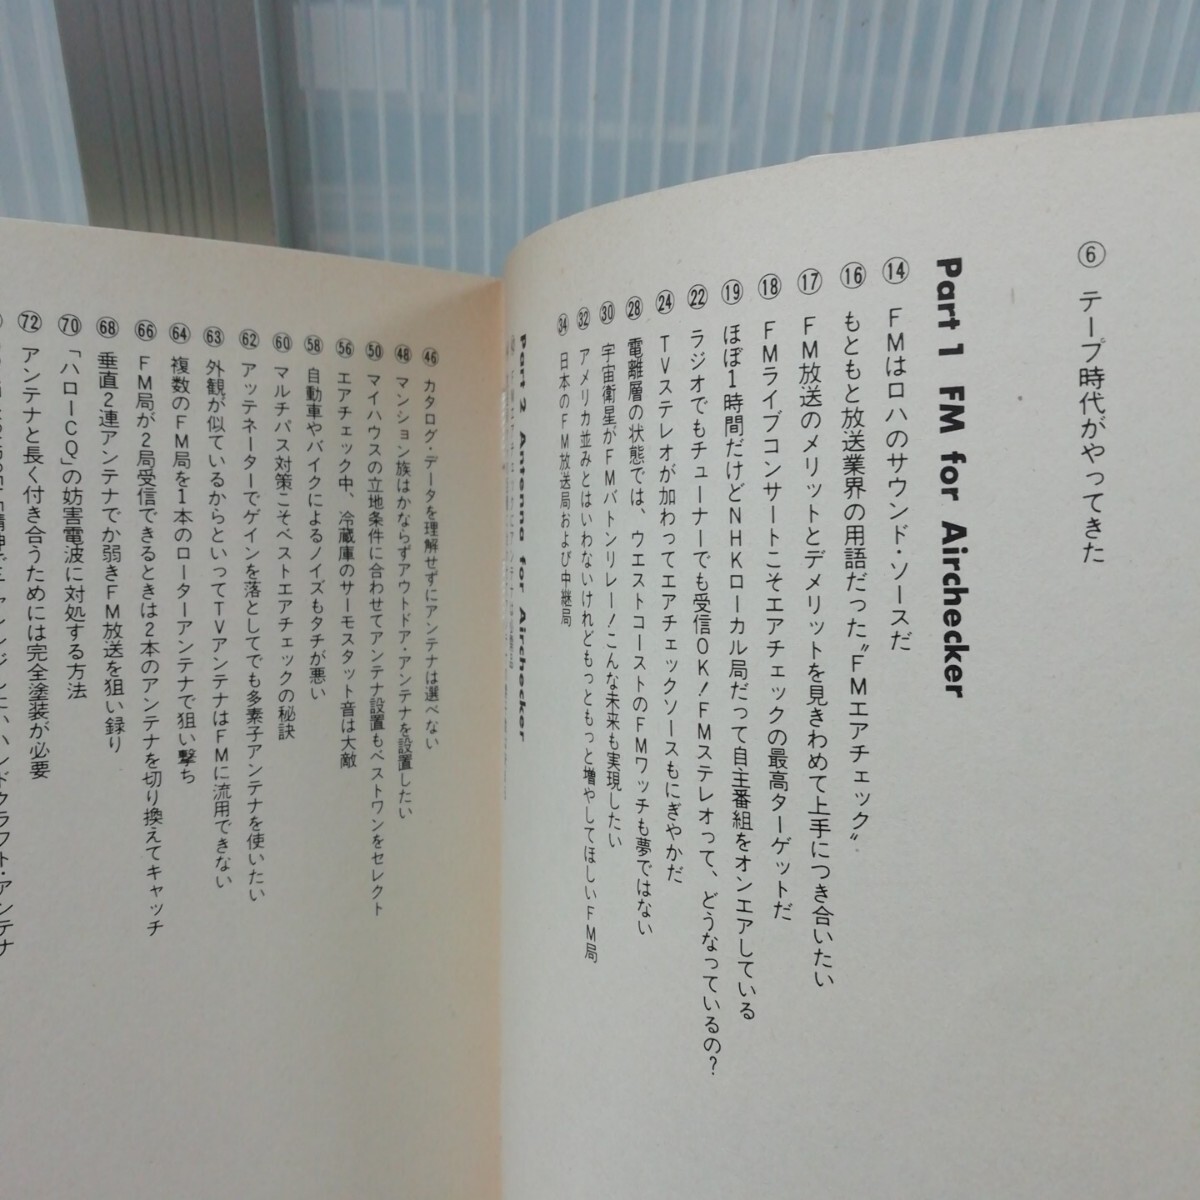 ⑥ テープ時代がやってきた
Part 1 FM for Airchecker
⑭ FMはロハのサウンド・ソースだ
⑯ もともと放送業界の用語だった〝FMエアチェック〟
⑰ FM放送のメリットとデメリットを見きわめて上手につき合いたい
⑱ FMライブコンサートこそエアチェックの最高ターゲットだ
⑲ ほぼ1時間だけどNHKローカル局だって自主番組をオンエアしている
㉒ ラジオでもチューナーでも受信OK!FMステレオって、どうなっているの?
㉔ TVステレオが加わってエアチェックソースもにぎやかだ
㉘ 電離層の状態では、ウエストコーストのFMワッチも夢ではない
㉚ 宇宙衛星がFMバトンリレー!こんな未来も実現したい
㉜ アメリカ並みとはいわないけれどもっともっと増やしてほしいFM局
㉞ 日本のFM放送局および中継局
Part 2 Antenna for Airchecker
㊻ カタログ・データを理解せずにアンテナは選べない
㊽ マンション族はかならずアウトドア・アンテナを設置したい
㊿ マイハウスの立地条件に合わせてアンテナ設置もベストワンをセレクト
56 エアチェック中、冷蔵庫のサーモスタット音は大敵
58 自動車やバイクによるノイズもタチが悪い
60 マルチパス対策こそベストエアチェックの秘訣
62 アッテネーターでゲインを落としてでも多素子アンテナを使いたい
63 外観が似ているからといってTVアンテナはFMに流用できない
64 複数のFM局を1本のローターアンテナで狙い撃ち
66 FM局が2局受信できるときは2本のアンテナを切り換えてキャッチ
68 垂直2連アンテナでか弱きFM放送を狙い録り
70 「ハローCQ」の妨害電波に対処する方法
72 アンテナと長く付き合うためには完全塗装が必要
ハンドクラフト・アンテナ